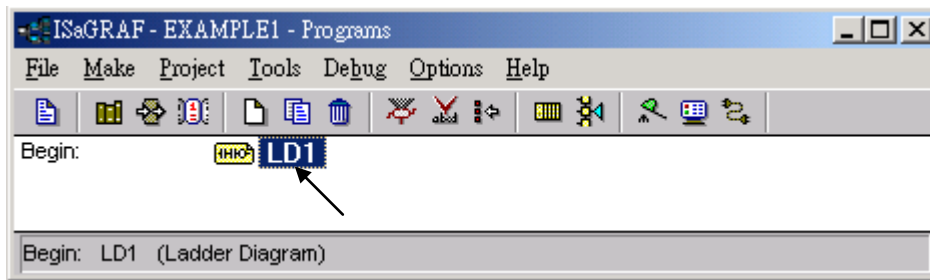 ISaGRAF - EXAMPLE1 - Programs
File Make Project Tools Debug Options Help
Begin: LD1
Begin: LD1 (Ladder Diagram)